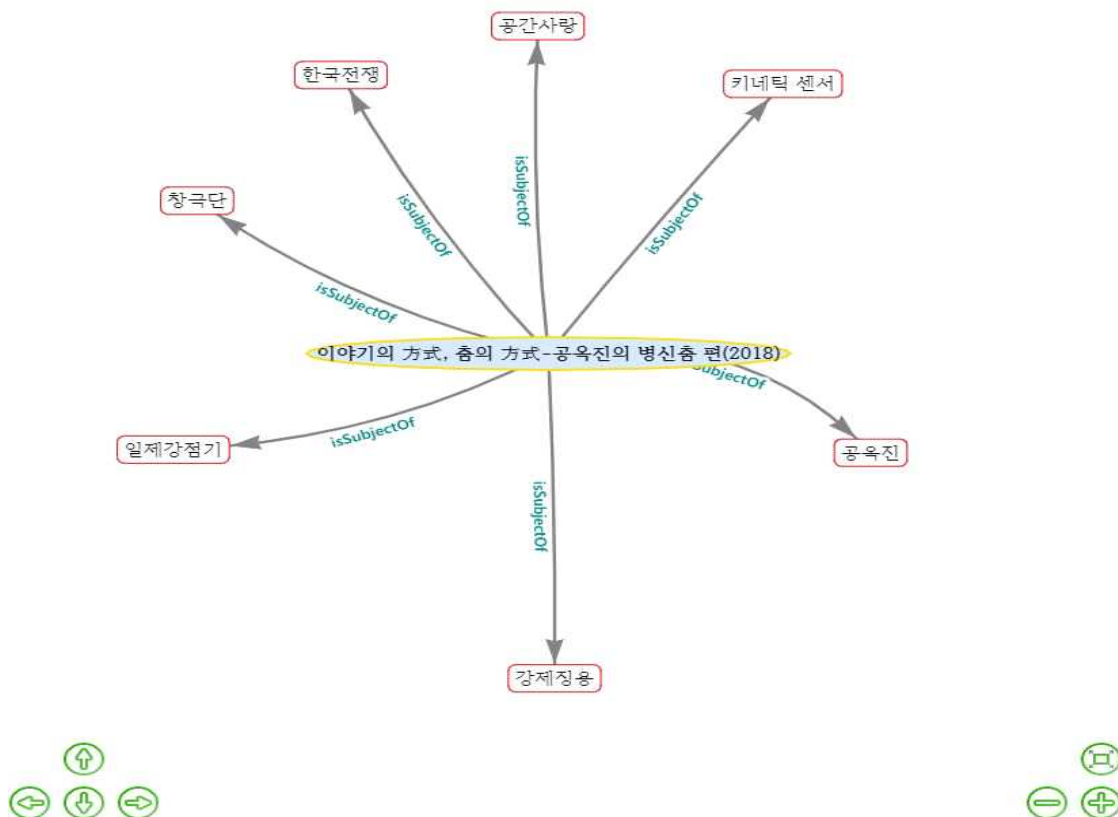 공간사랑
한국전쟁
키네틱 센서
isSubjectOf
isSubjectOf
isSubjectOf
창극단
isSubjectOf
이야기의 方式, 춤의 方式-공옥진의 병신춤 편(2018)
isSubjectOf
isSubjectOf
일제강점기
공옥진
isSubjectOf
강제징용